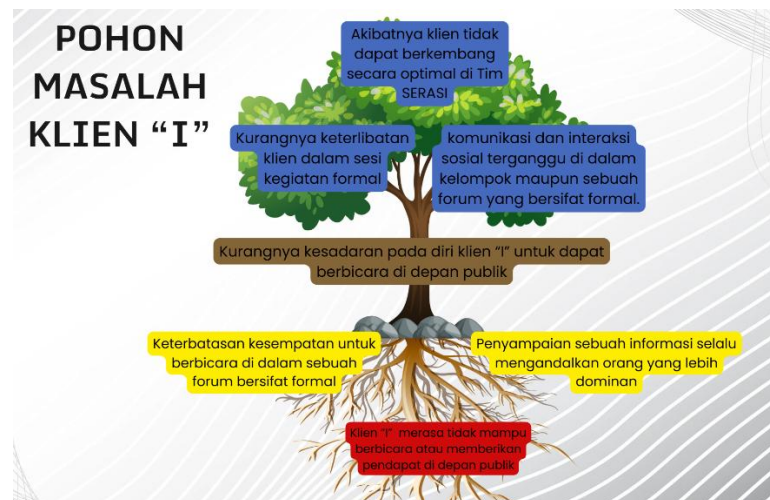 POHON
MASALAH
KLIEN “I”
Akibatnya klien tidak
dapat berkembang
secara optimal di Tim
SERASI
Kurangnya keterlibatan
klien dalam sesi
kegiatan formal
komunikasi dan interaksi
sosial terganggu di dalam
kelompok maupun sebuah
forum yang bersifat formal.
Kurangnya kesadaran pada diri klien “I” untuk dapat
berbicara di depan publik
Keterbatasan kesempatan untuk
berbicara di dalam sebuah
forum bersifat formal
Penyampaian sebuah informasi selalu
mengandalkan orang yang lebih
dominan
Klien “I” merasa tidak mampu
berbicara atau memberikan
pendapat di depan publik